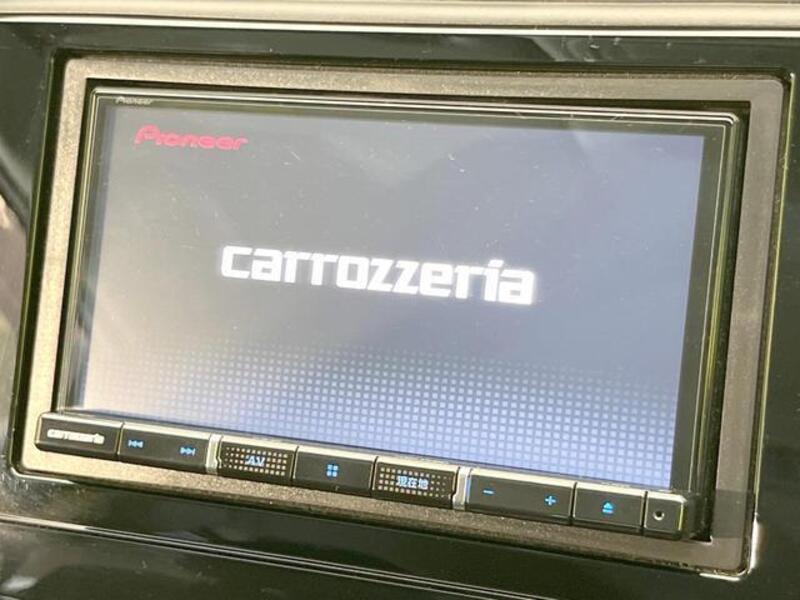 Pioneer
Pioneer
carrozzeria
carrozzeria
AV
現在地